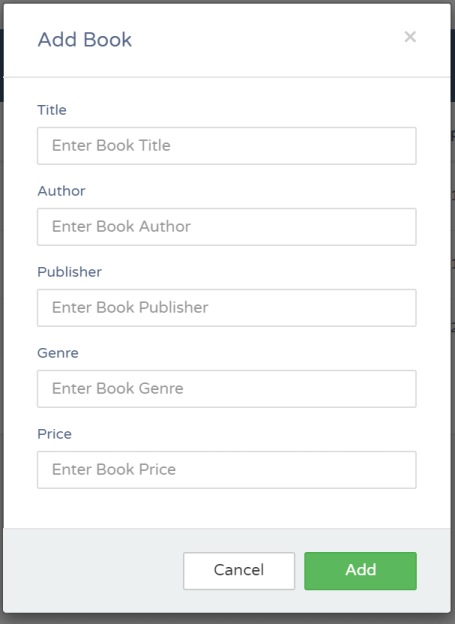 Add Book ×
Title
Enter Book Title
Author
Enter Book Author
Publisher
Enter Book Publisher
Genre
Enter Book Genre
Price
Enter Book Price
Cancel Add